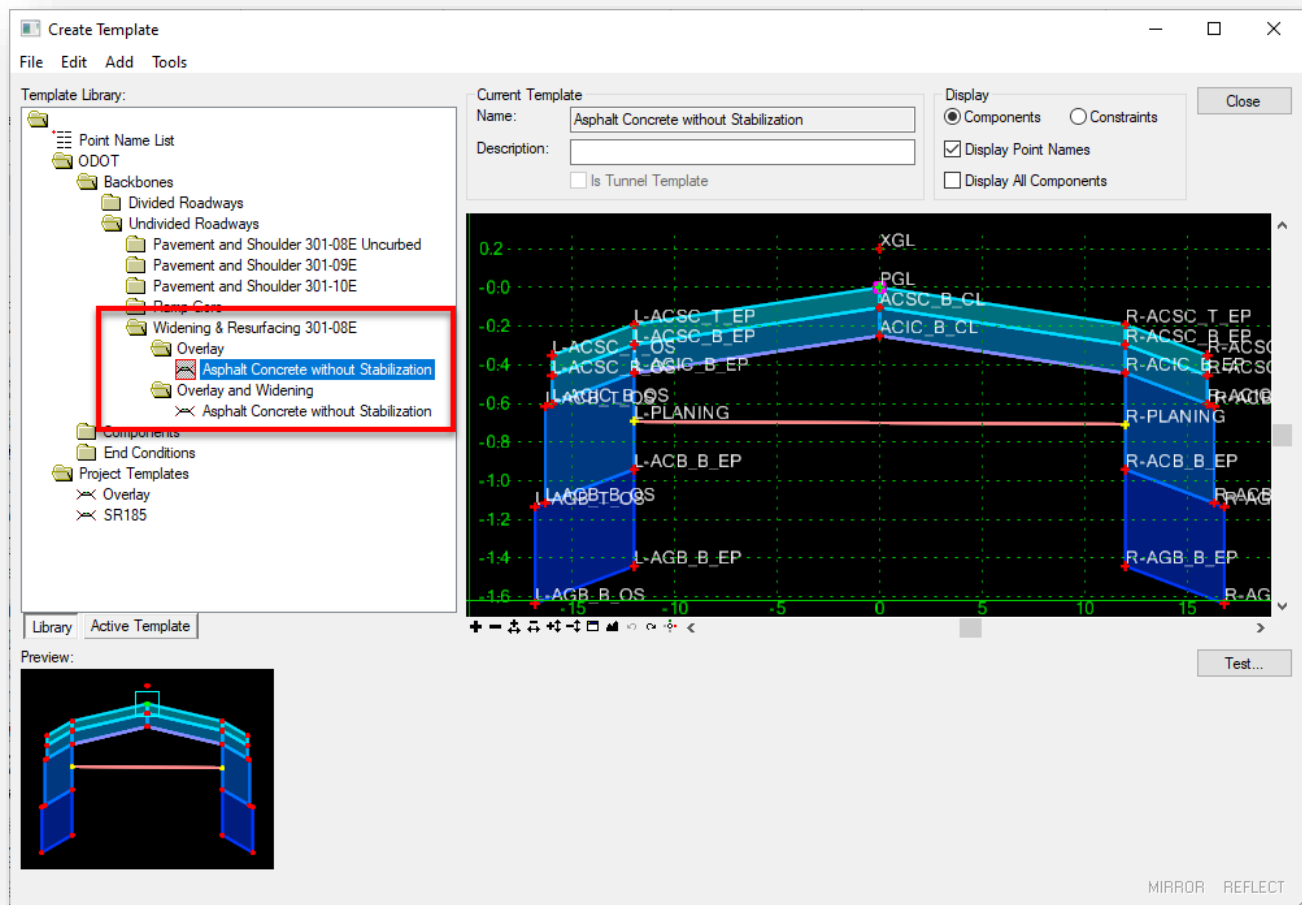 Create Template
File Edit Add Tools
Template Library:
Point Name List
ODOT
Backbones
Divided Roadways
Undivided Roadways
Pavement and Shoulder 301-08E Uncurbed
Pavement and Shoulder 301-09E
Pavement and Shoulder 301-10E
Ramp Gore
Widening & Resurfacing 301-08E
Overlay
Asphalt Concrete without Stabilization
Overlay and Widening
Asphalt Concrete without Stabilization
Components
End Conditions
Project Templates
Overlay
SR185
Library Active Template
Current Template
Name: Asphalt Concrete without Stabilization
Description:
Is Tunnel Template
Display
Components Constraints
Display Point Names
Display All Components
Close
XGL
0.2
PGL
-0.0
ACSC_B_CL
L-ACSC_T_EP R-ACSC_T_EP
-0.2
ACIC_B_CL
L-ACSC_B_EP R-ACSC_B_EP
L-ACIC_B_EP R-ACIC_B_EP
-0.4
-0.6
L-PLANING R-PLANING
-0.8
L-ACB_B_EP R-ACB_B_EP
-1.0
-1.2
L-AGB_B_EP R-AGB_B_EP
-1.4
L-AGB_B_OS R-AG
-1.6
-15 -10 -5 0 5 10 15
Test...
Preview:
MIRROR REFLECT